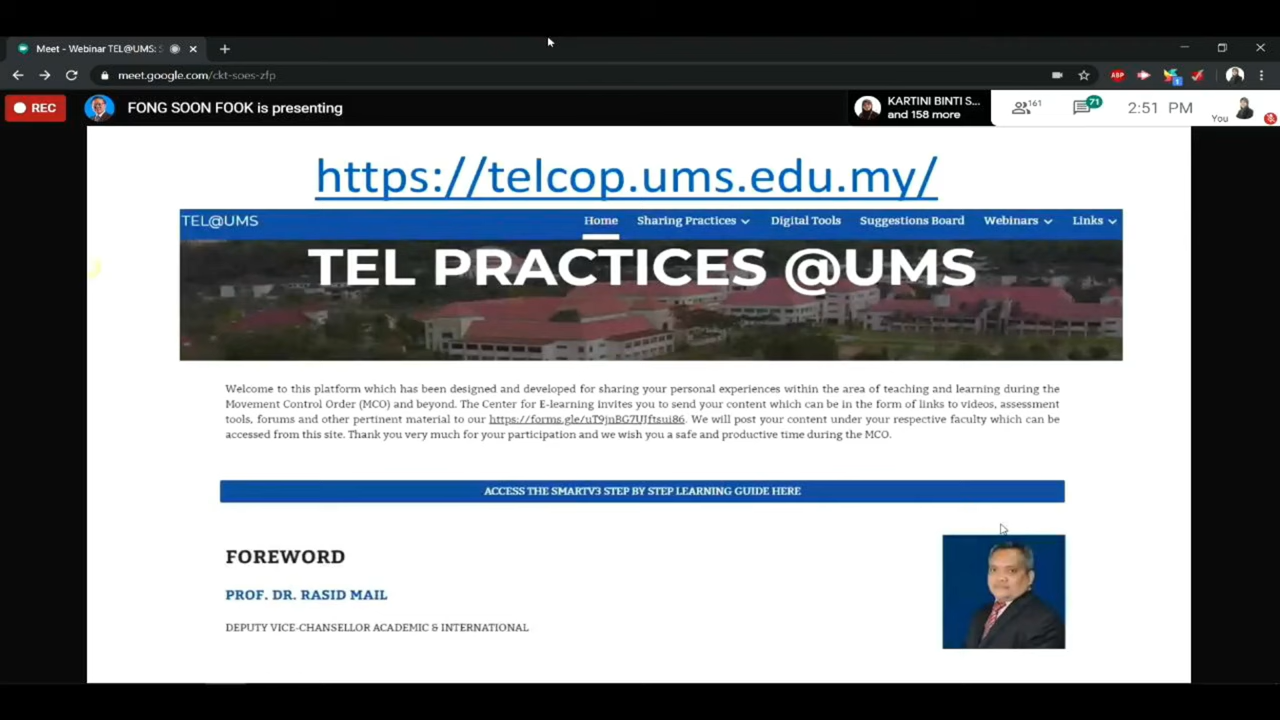 Meet - Webinar TEL@UMS: S
meet.google.com/ckt-soes-zfp
ABP
REC
FONG SOON FOOK is presenting
KARTINI BINTI S...
and 158 more
161
71
2:51 PM
You
https://telcop.ums.edu.my/
TEL@UMS
Home Sharing Practices Digital Tools Suggestions Board Webinars Links
TEL PRACTICES @UMS
Welcome to this platform which has been designed and developed for sharing your personal experiences within the area of teaching and learning during the
Movement Control Order (MCO) and beyond. The Center for E-learning invites you to send your content which can be in the form of links to videos, assessment
tools, forums and other pertinent material to our https://forms.gle/uT9jnBG7UJftsui86. We will post your content under your respective faculty which can be
accessed from this site. Thank you very much for your participation and we wish you a safe and productive time during the MCO.
ACCESS THE SMARTV3 STEP BY STEP LEARNING GUIDE HERE
FOREWORD
PROF. DR. RASID MAIL
DEPUTY VICE-CHANSELLOR ACADEMIC & INTERNATIONAL